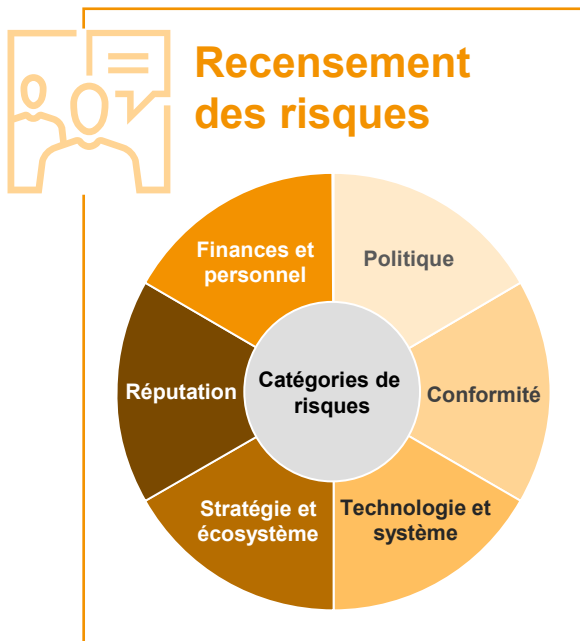 Recensement
des risques
Finances et
personnel
Politique
Réputation
Catégories de
risques
Conformité
Stratégie et
écosystème
Technologie et
système